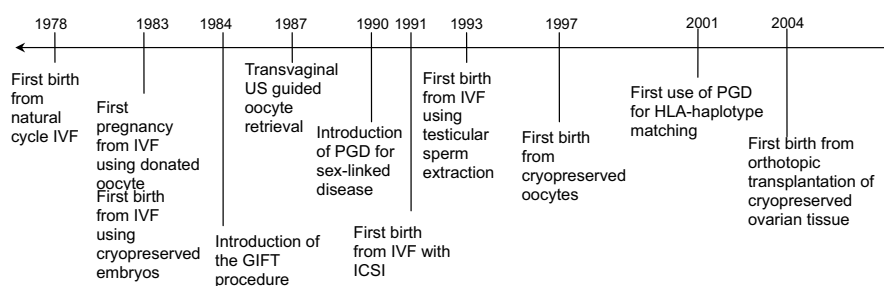 1978 1983 1984 1987 1990 1991 1993 1997 2001 2004
First birth
from
natural
cycle IVF
First
pregnancy
from IVF
using donated
oocyte
First birth
from IVF
using
cryopreserved
embryos
Introduction of
the GIFT
procedure
Transvaginal
US guided
oocyte
retrieval
Introduction
of PGD for
sex-linked
disease
First birth
from IVF with
ICSI
First birth
from IVF
using
testicular
sperm
extraction
First birth
from
cryopreserved
oocytes
First use of PGD
for HLA-haplotype
matching
First birth from
orthotopic
transplantation of
cryopreserved
ovarian tissue